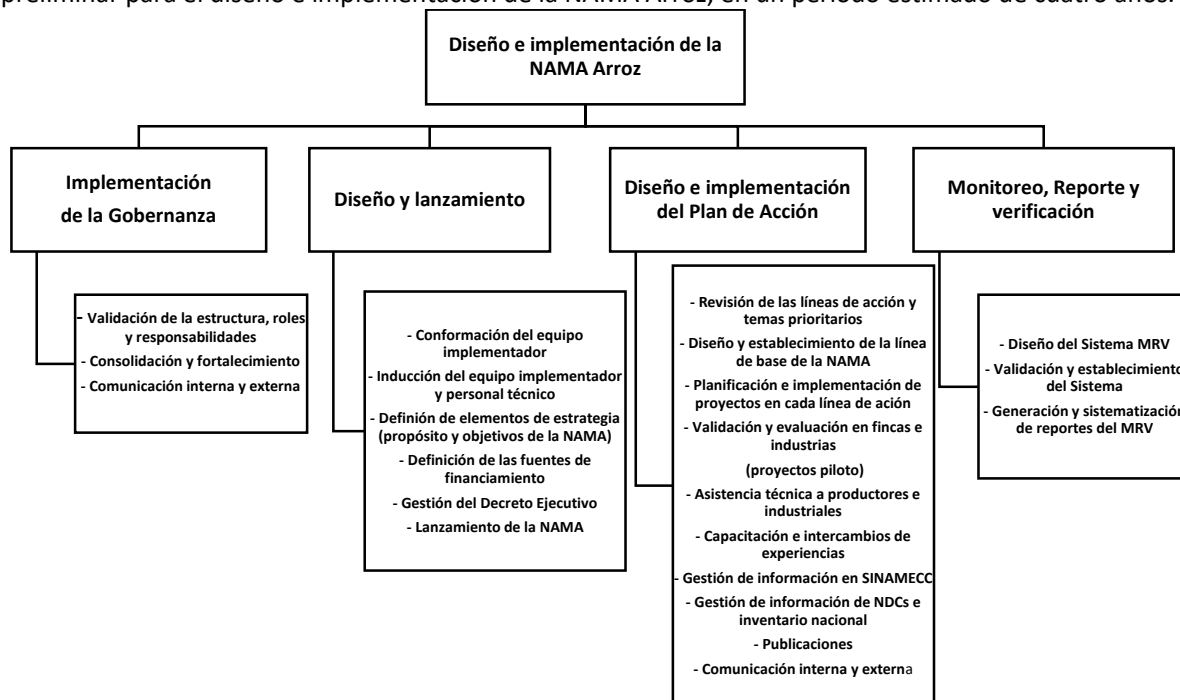 preliminar para el diseño e implementación de la NAMA Arroz, en un período estimado de cuatro años.
Diseño e implementación de la
NAMA Arroz
Implementación
de la Gobernanza
Diseño y lanzamiento
Diseño e implementación
del Plan de Acción
Monitoreo, Reporte y
verificación
- Validación de la estructura, roles
y responsabilidades
- Consolidación y fortalecimiento
- Comunicación interna y externa
- Conformación del equipo
implementador
- Inducción del equipo implementador
y personal técnico
- Definión de elementos de estrategia
(propósito y objetivos de la NAMA)
- Definición de las fuentes de
financiamiento
- Gestión del Decreto Ejecutivo
- Lanzamiento de la NAMA
- Revisión de las líneas de acción y
temas prioritarios
- Diseño y establecimiento de la línea
de base de la NAMA
- Planificación e implementación de
proyectos en cada línea de ación
- Validación y evaluación en fincas e
industrias
(proyectos piloto)
- Asistencia técnica a productores e
industriales
- Capacitación e intercambios de
experiencias
- Gestión de información en SINAMECC
- Gestión de información de NDCs e
inventario nacional
- Publicaciones
- Comunicación interna y externa
- Diseño del Sistema MRV
- Validación y establecimiento
del Sistema
- Generación y sistematización
de reportes del MRV